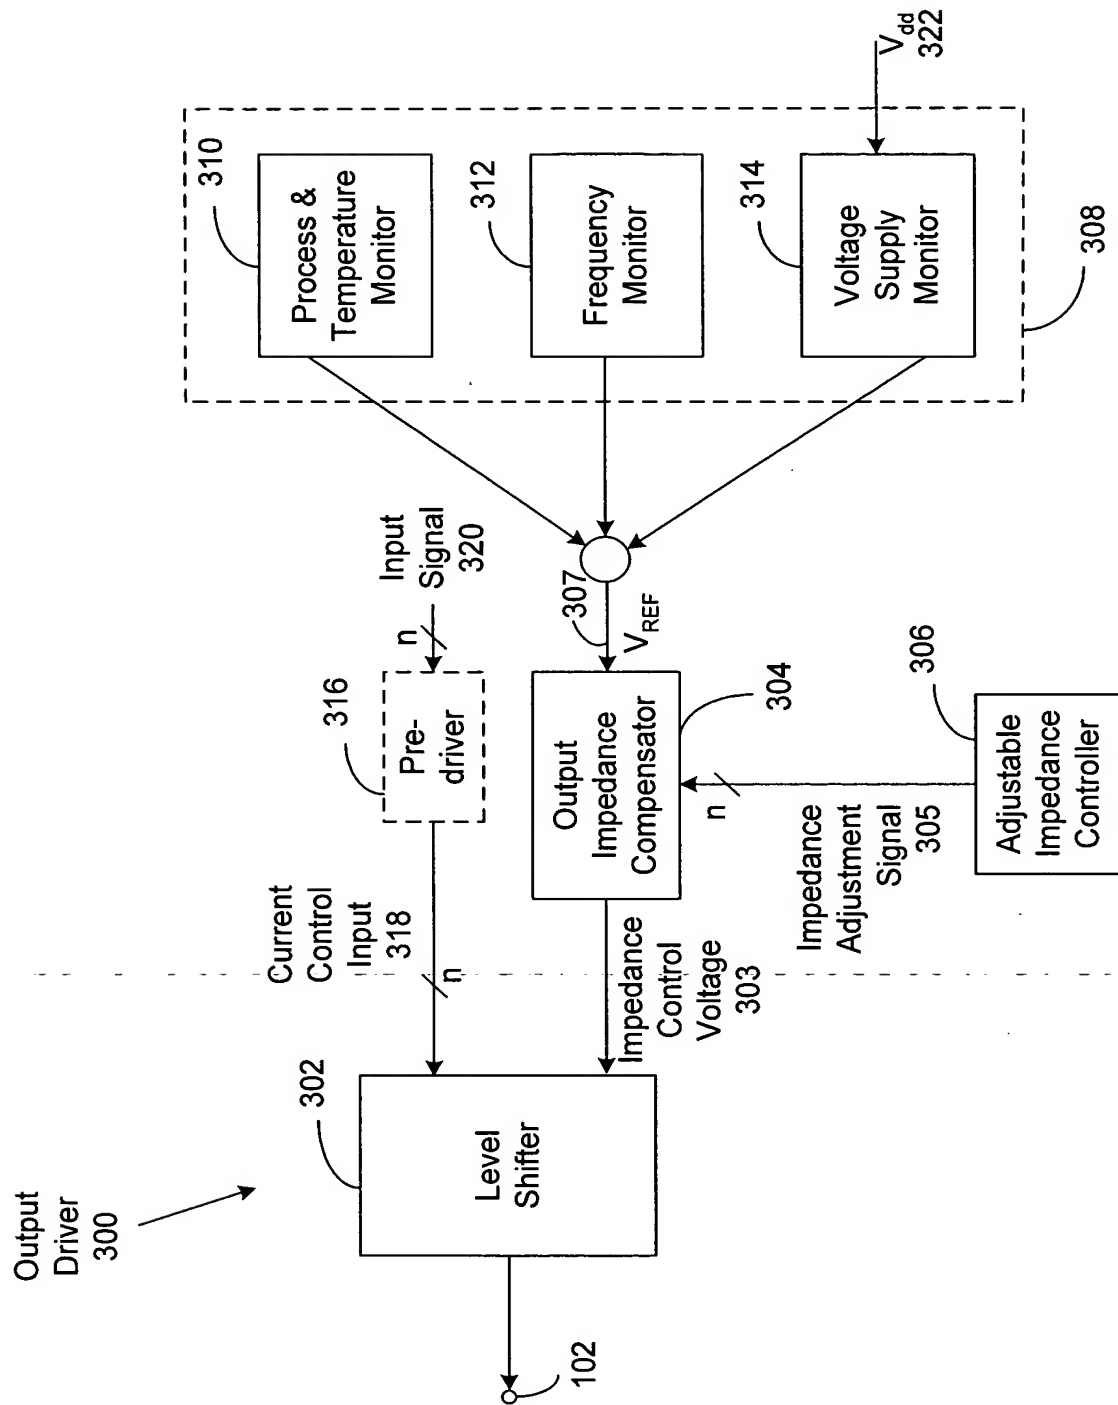 Output
Driver
300
102
302
Level
Shifter
Current
Control
Input
318
n
Impedance
Control
Voltage
303
316
Pre-
driver
n
Input
Signal
320
Output
Impedance
Compensator
304
307
V_REF
n
Impedance
Adjustment
Signal
305
306
Adjustable
Impedance
Controller
310
Process &
Temperature
Monitor
312
Frequency
Monitor
314
Voltage
Supply
Monitor
308
V_dd
322